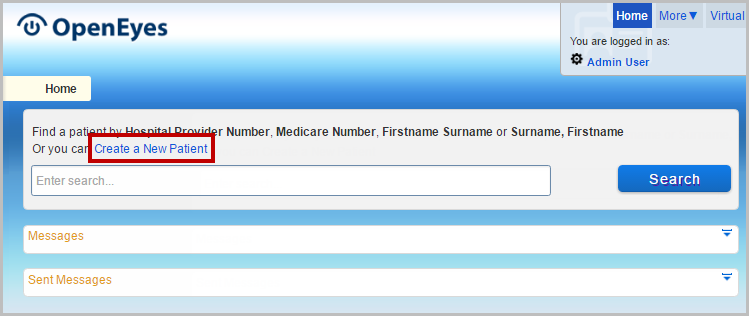 OpenEyes
Home More▼ Virtual
You are logged in as:
Admin User
Home
Find a patient by Hospital Provider Number, Medicare Number, Firstname Surname or Surname, Firstname
Or you can Create a New Patient
Enter search...
Search
Messages
Sent Messages